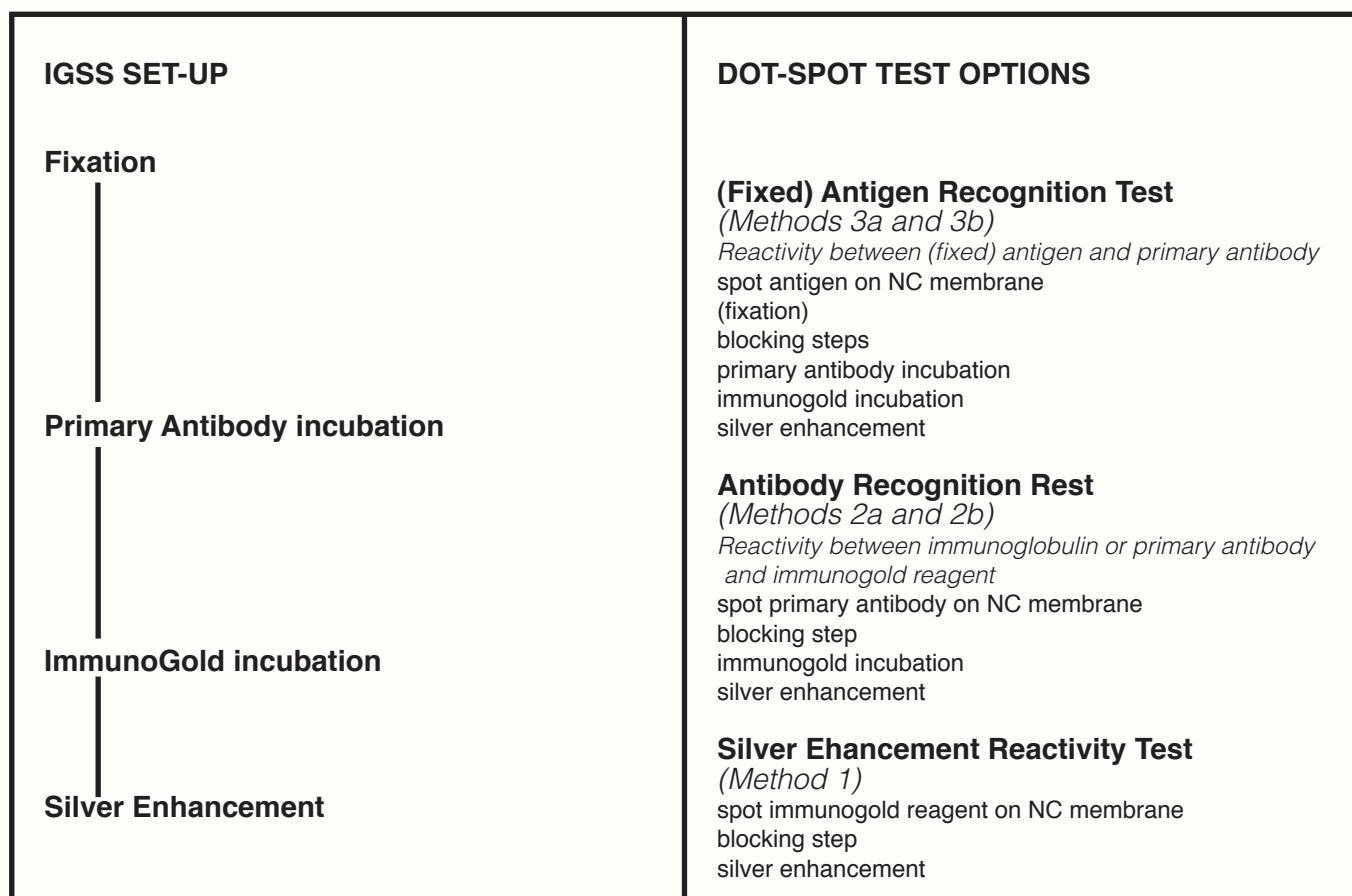 IGSS SET-UP
Fixation
Primary Antibody incubation
ImmunoGold incubation
Silver Enhancement
DOT-SPOT TEST OPTIONS
(Fixed) Antigen Recognition Test
(Methods 3a and 3b)
Reactivity between (fixed) antigen and primary antibody
spot antigen on NC membrane
(fixation)
blocking steps
primary antibody incubation
immunogold incubation
silver enhancement
Antibody Recognition Rest
(Methods 2a and 2b)
Reactivity between immunoglobulin or primary antibody
and immunogold reagent
spot primary antibody on NC membrane
blocking step
immunogold incubation
silver enhancement
Silver Ehancement Reactivity Test
(Method 1)
spot immunogold reagent on NC membrane
blocking step
silver enhancement